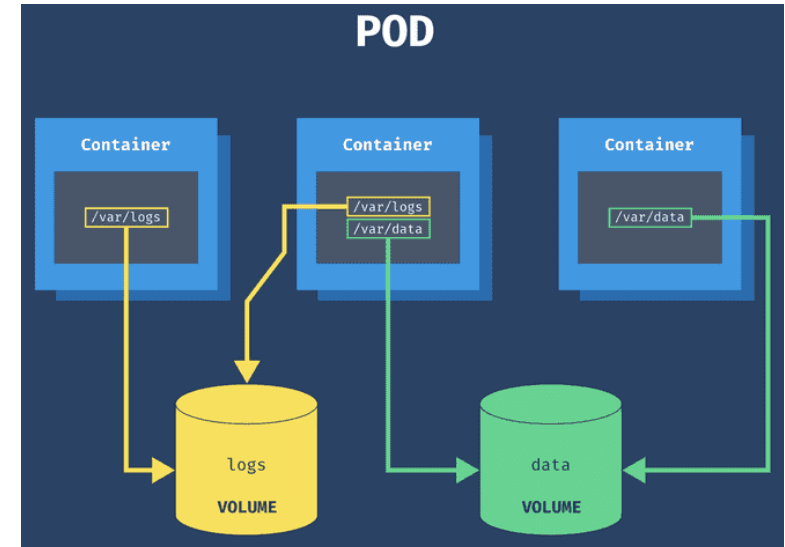 POD
Container
Container
Container
/var/logs
/var/logs
/var/data
/var/data
logs
VOLUME
data
VOLUME